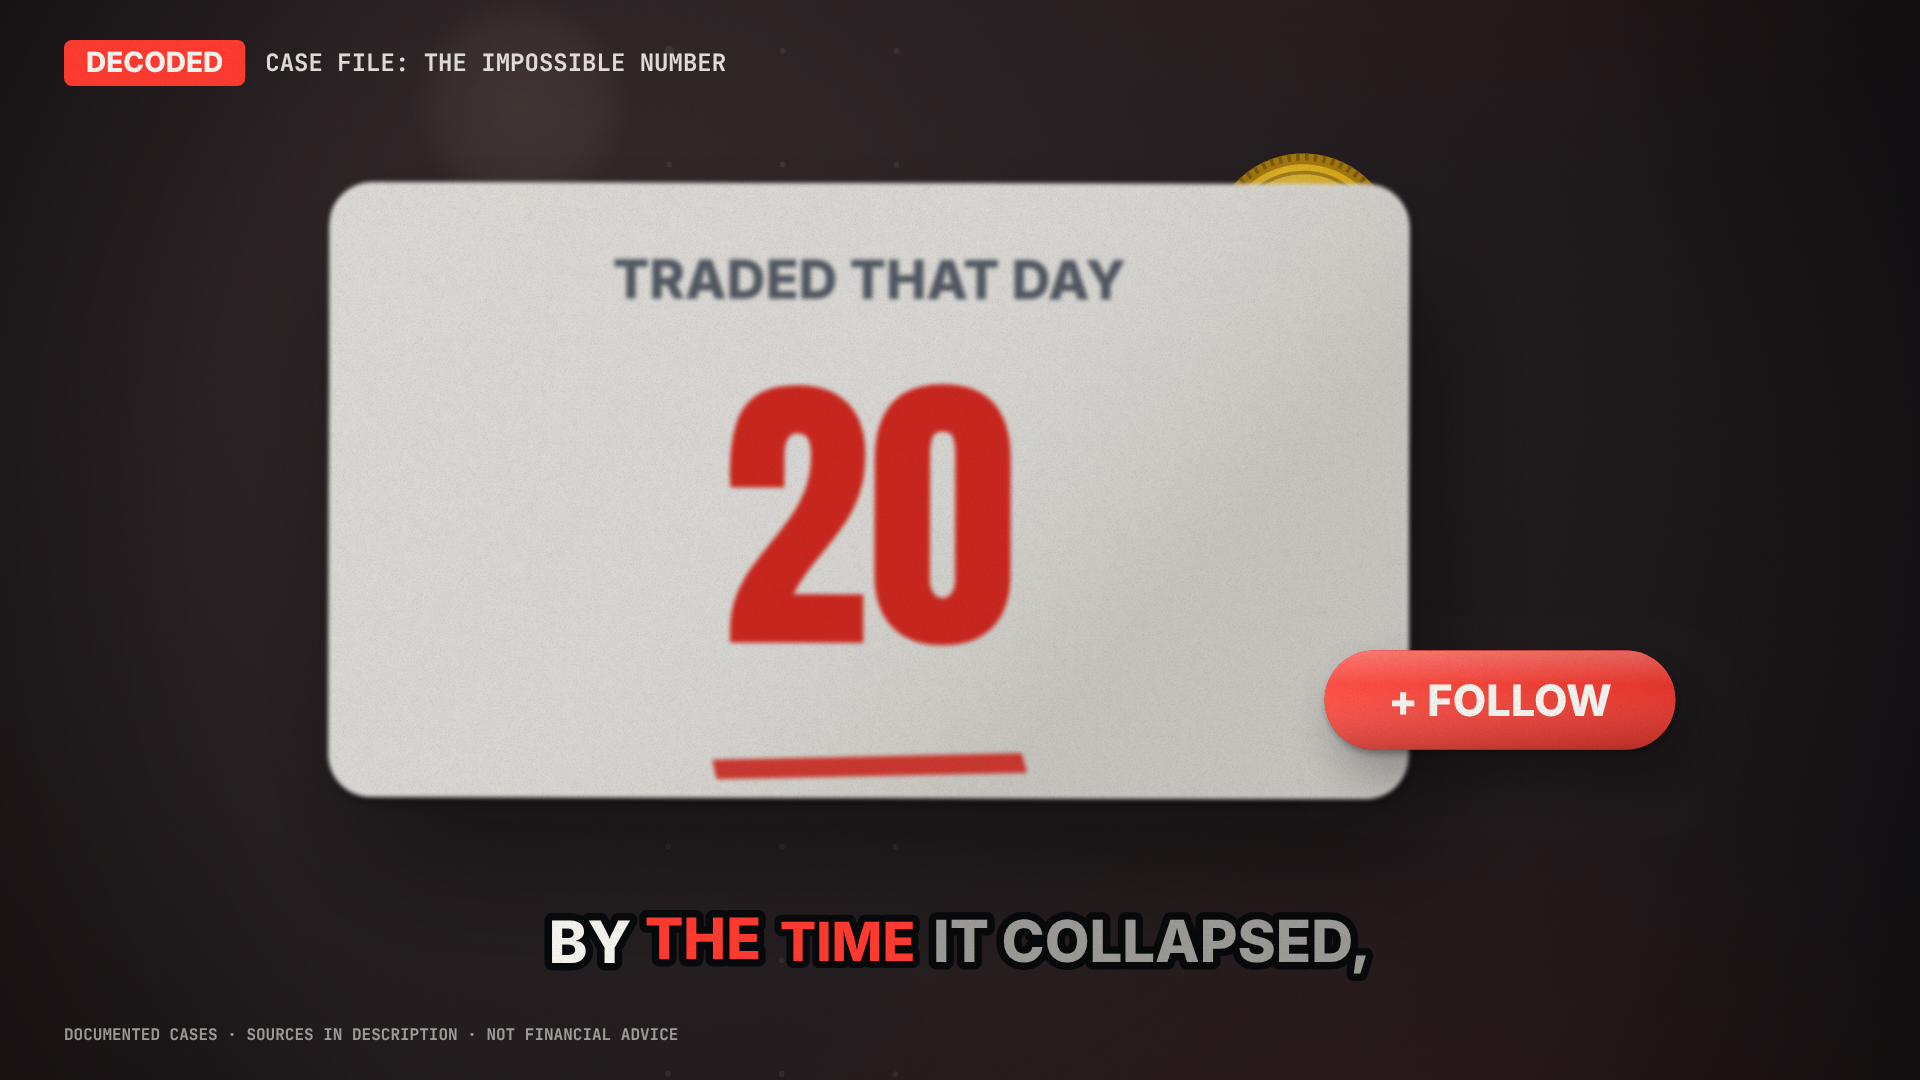 DECODED CASE FILE: THE IMPOSSIBLE NUMBER
TRADED THAT DAY
20
+ FOLLOW
BY THE TIME IT COLLAPSED,
DOCUMENTED CASES · SOURCES IN DESCRIPTION · NOT FINANCIAL ADVICE